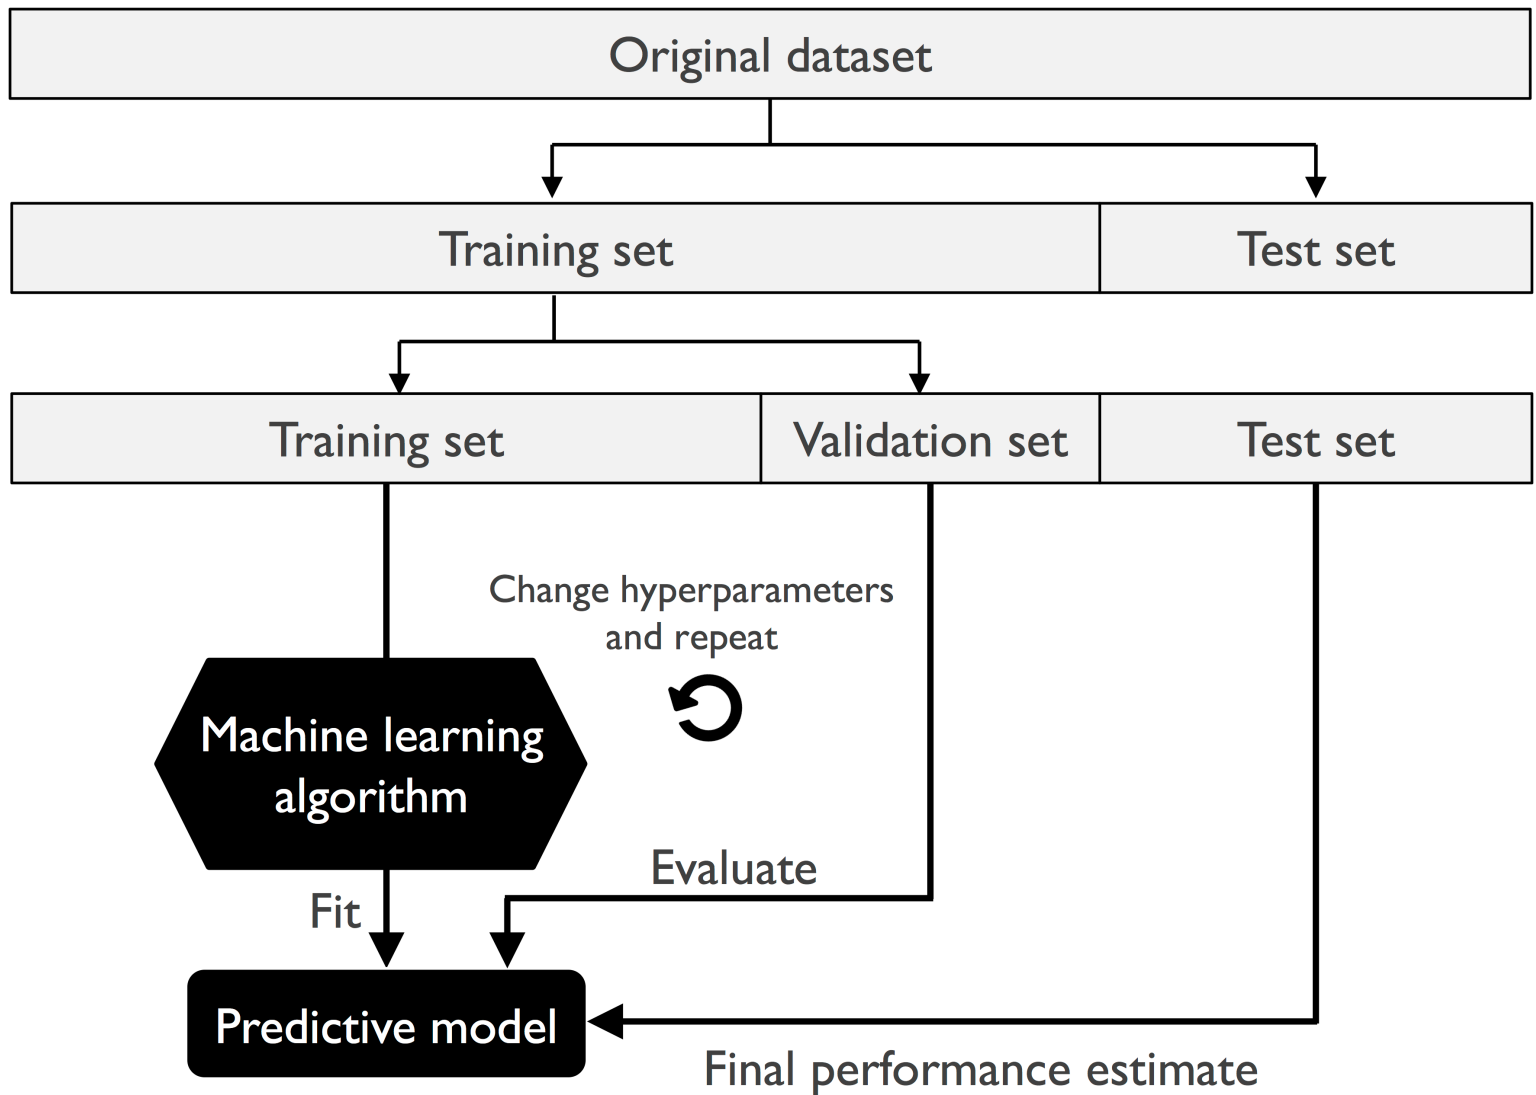 Original dataset
Training set
Test set
Training set
Validation set
Test set
Change hyperparameters
and repeat
Machine learning
algorithm
Evaluate
Fit
Predictive model
Final performance estimate